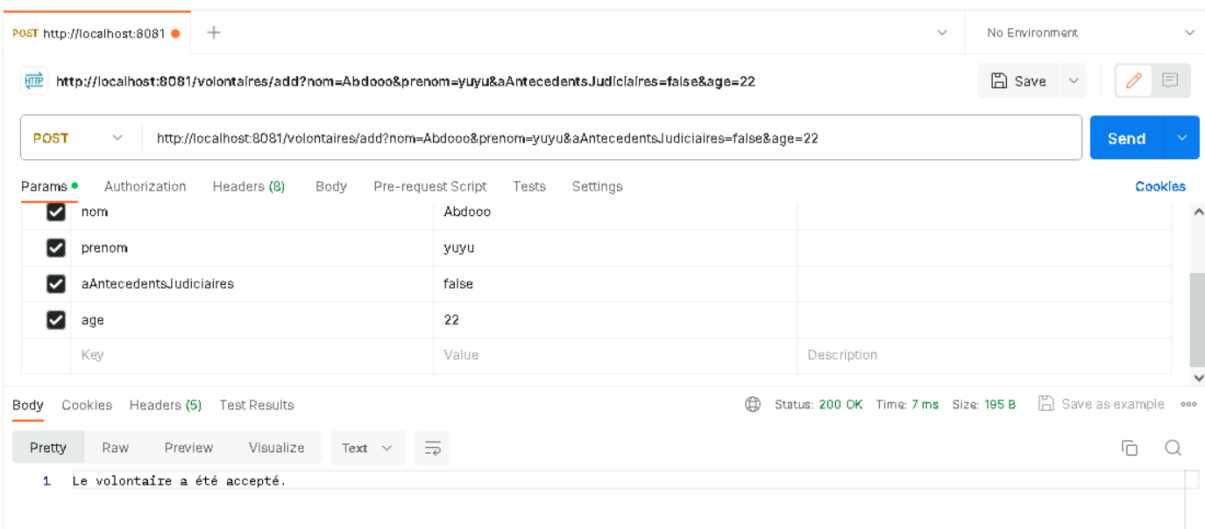 POST http://localhost:8081
No Environment
HTTP http://localhost:8081/volontaires/add?nom=Abdooo&prenom=yuyu&aAntecedentsJudiciaires=false&age=22
Save
POST http://localhost:8081/volontaires/add?nom=Abdooo&prenom=yuyu&aAntecedentsJudiciaires=false&age=22 Send
Params Authorization Headers (8) Body Pre-request Script Tests Settings Cookies
nom Abdooo
prenom yuyu
aAntecedentsJudiciaires false
age 22
Key Value Description
Body Cookies Headers (5) Test Results Status: 200 OK Time: 7 ms Size: 195 B Save as example
Pretty Raw Preview Visualize Text
1 Le volontaire a été accepté.